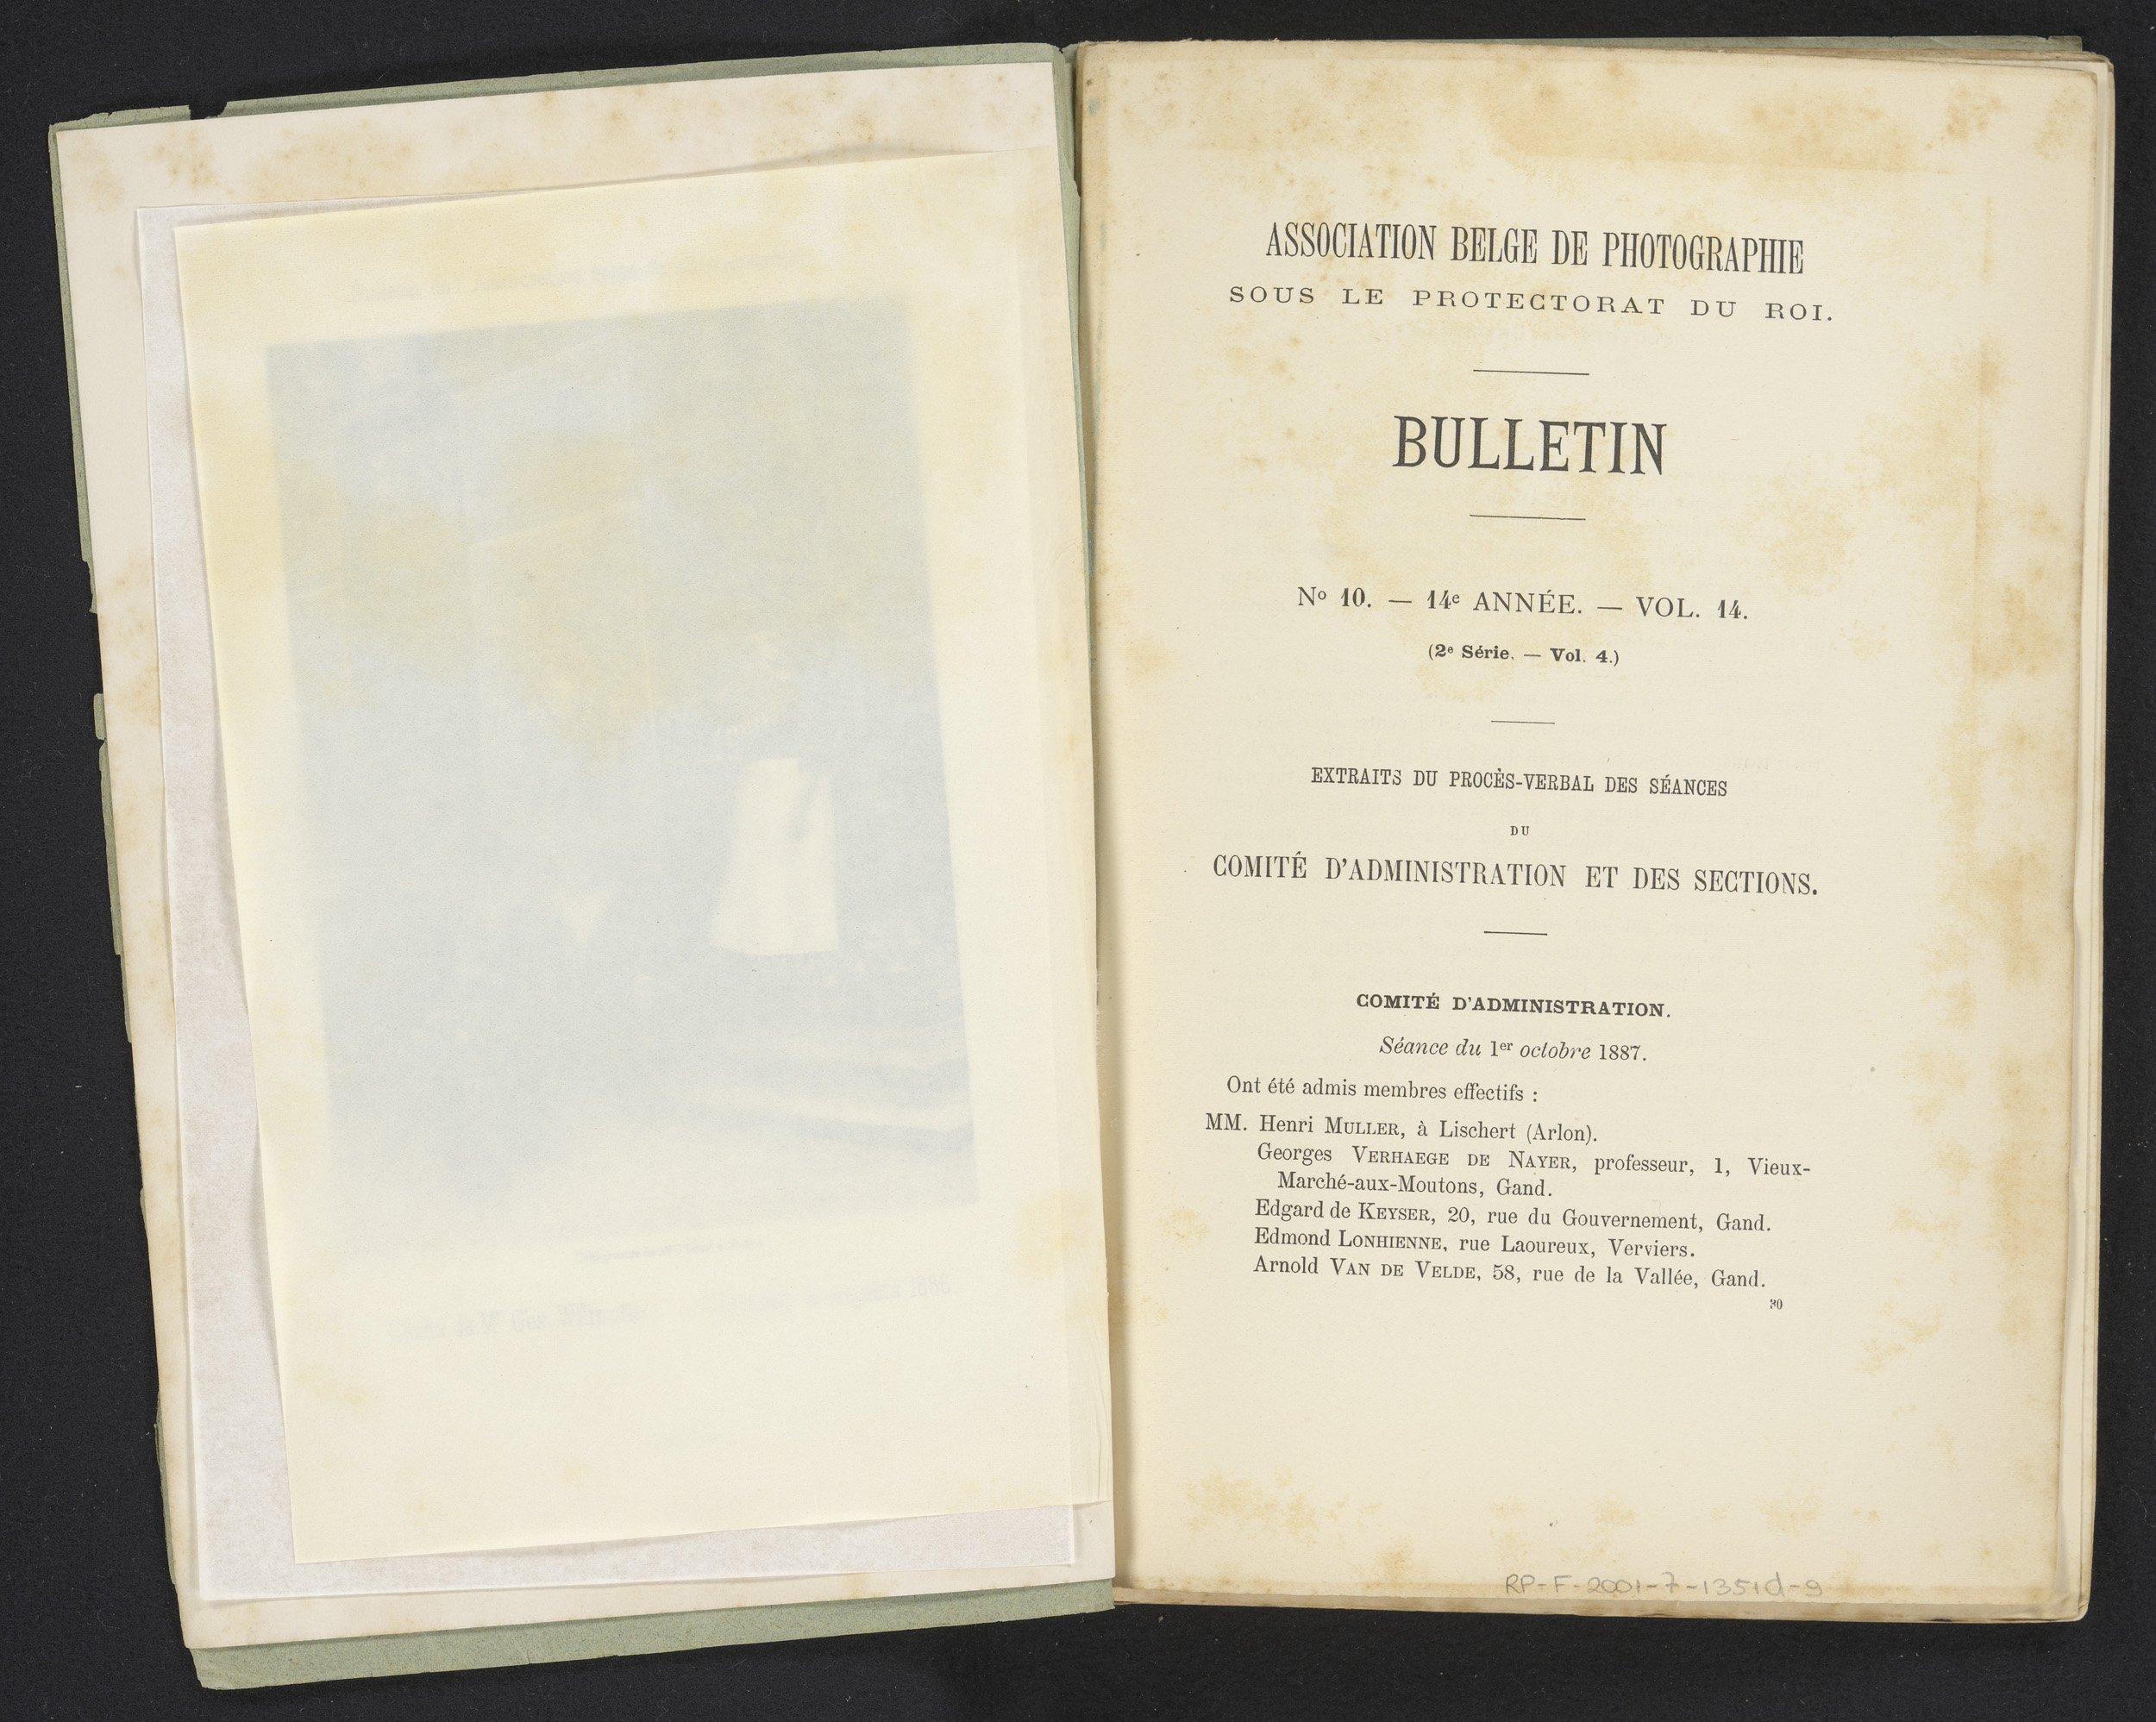 ASSOCIATION BELGE DE PHOTOGRAPHIE
SOUS LE PROTECTORAT DU ROI.
BULLETIN
Nº 10. — 14e ANNÉE. — VOL. 14.
(2e Série. — Vol. 4.)
EXTRAITS DU PROCÈS-VERBAL DES SÉANCES
DU
COMITÉ D'ADMINISTRATION ET DES SECTIONS.
COMITÉ D'ADMINISTRATION.
Séance du 1er octobre 1887.
Ont été admis membres effectifs :
MM. Henri MULLER, à Lischert (Arlon).
Georges VERHAEGE DE NAYER, professeur, 1, Vieux-
Marché-aux-Moutons, Gand.
Edgard de KEYSER, 20, rue du Gouvernement, Gand.
Edmond LONHIENNE, rue Laoureux, Verviers.
Arnold VAN DE VELDE, 58, rue de la Vallée, Gand.
30
RP-F-2001-7-1351d-9